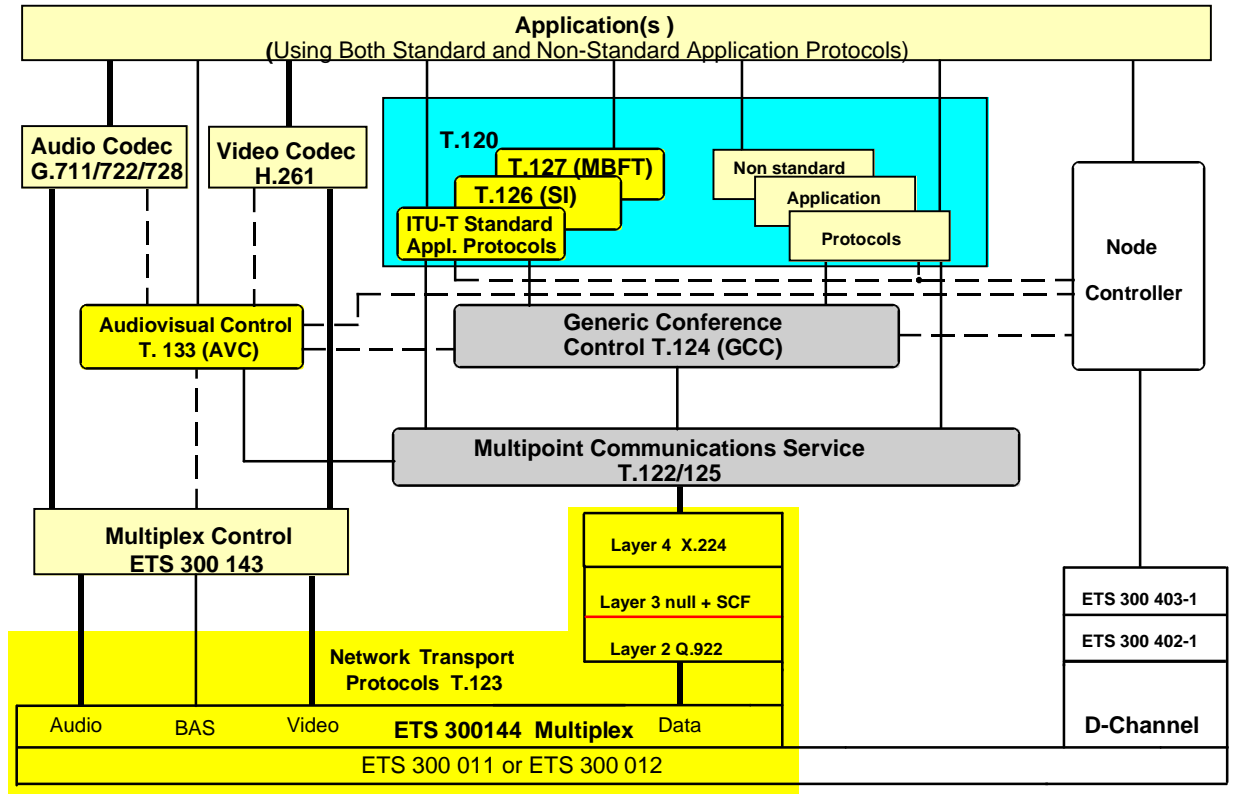 Application(s )
(Using Both Standard and Non-Standard Application Protocols)
Audio Codec
G.711/722/728
Video Codec
H.261
T.120
T.127 (MBFT)
T.126 (SI)
ITU-T Standard
Appl. Protocols
Non standard
Application
Protocols
Node
Controller
Audiovisual Control
T. 133 (AVC)
Generic Conference
Control T.124 (GCC)
Multipoint Communications Service
T.122/125
Multiplex Control
ETS 300 143
Layer 4 X.224
Layer 3 null + SCF
Layer 2 Q.922
ETS 300 403-1
ETS 300 402-1
D-Channel
Network Transport
Protocols T.123
Audio
BAS
Video
ETS 300144 Multiplex
Data
ETS 300 011 or ETS 300 012